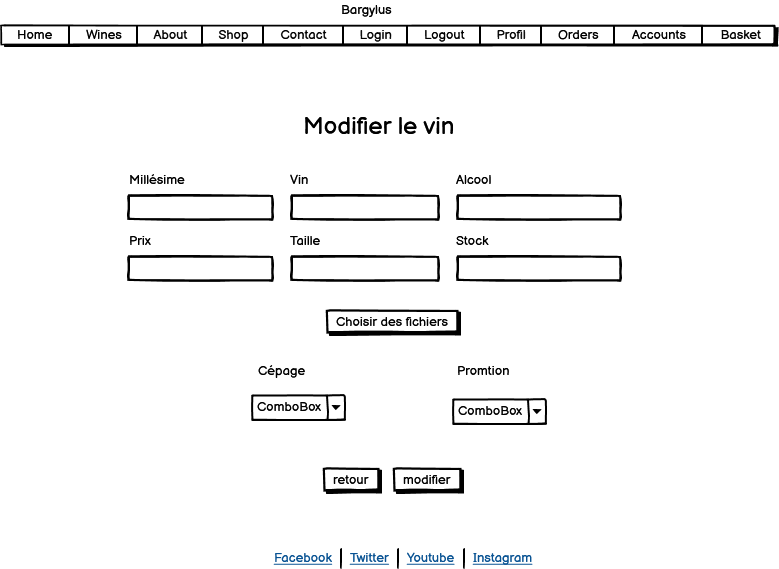 Bargylus
Home Wines About Shop Contact Login Logout Profil Orders Accounts Basket
Modifier le vin
Millésime Vin Alcool
Prix Taille Stock
Choisir des fichiers
Cépage Promtion
ComboBox ComboBox
retour modifier
Facebook Twitter Youtube Instagram